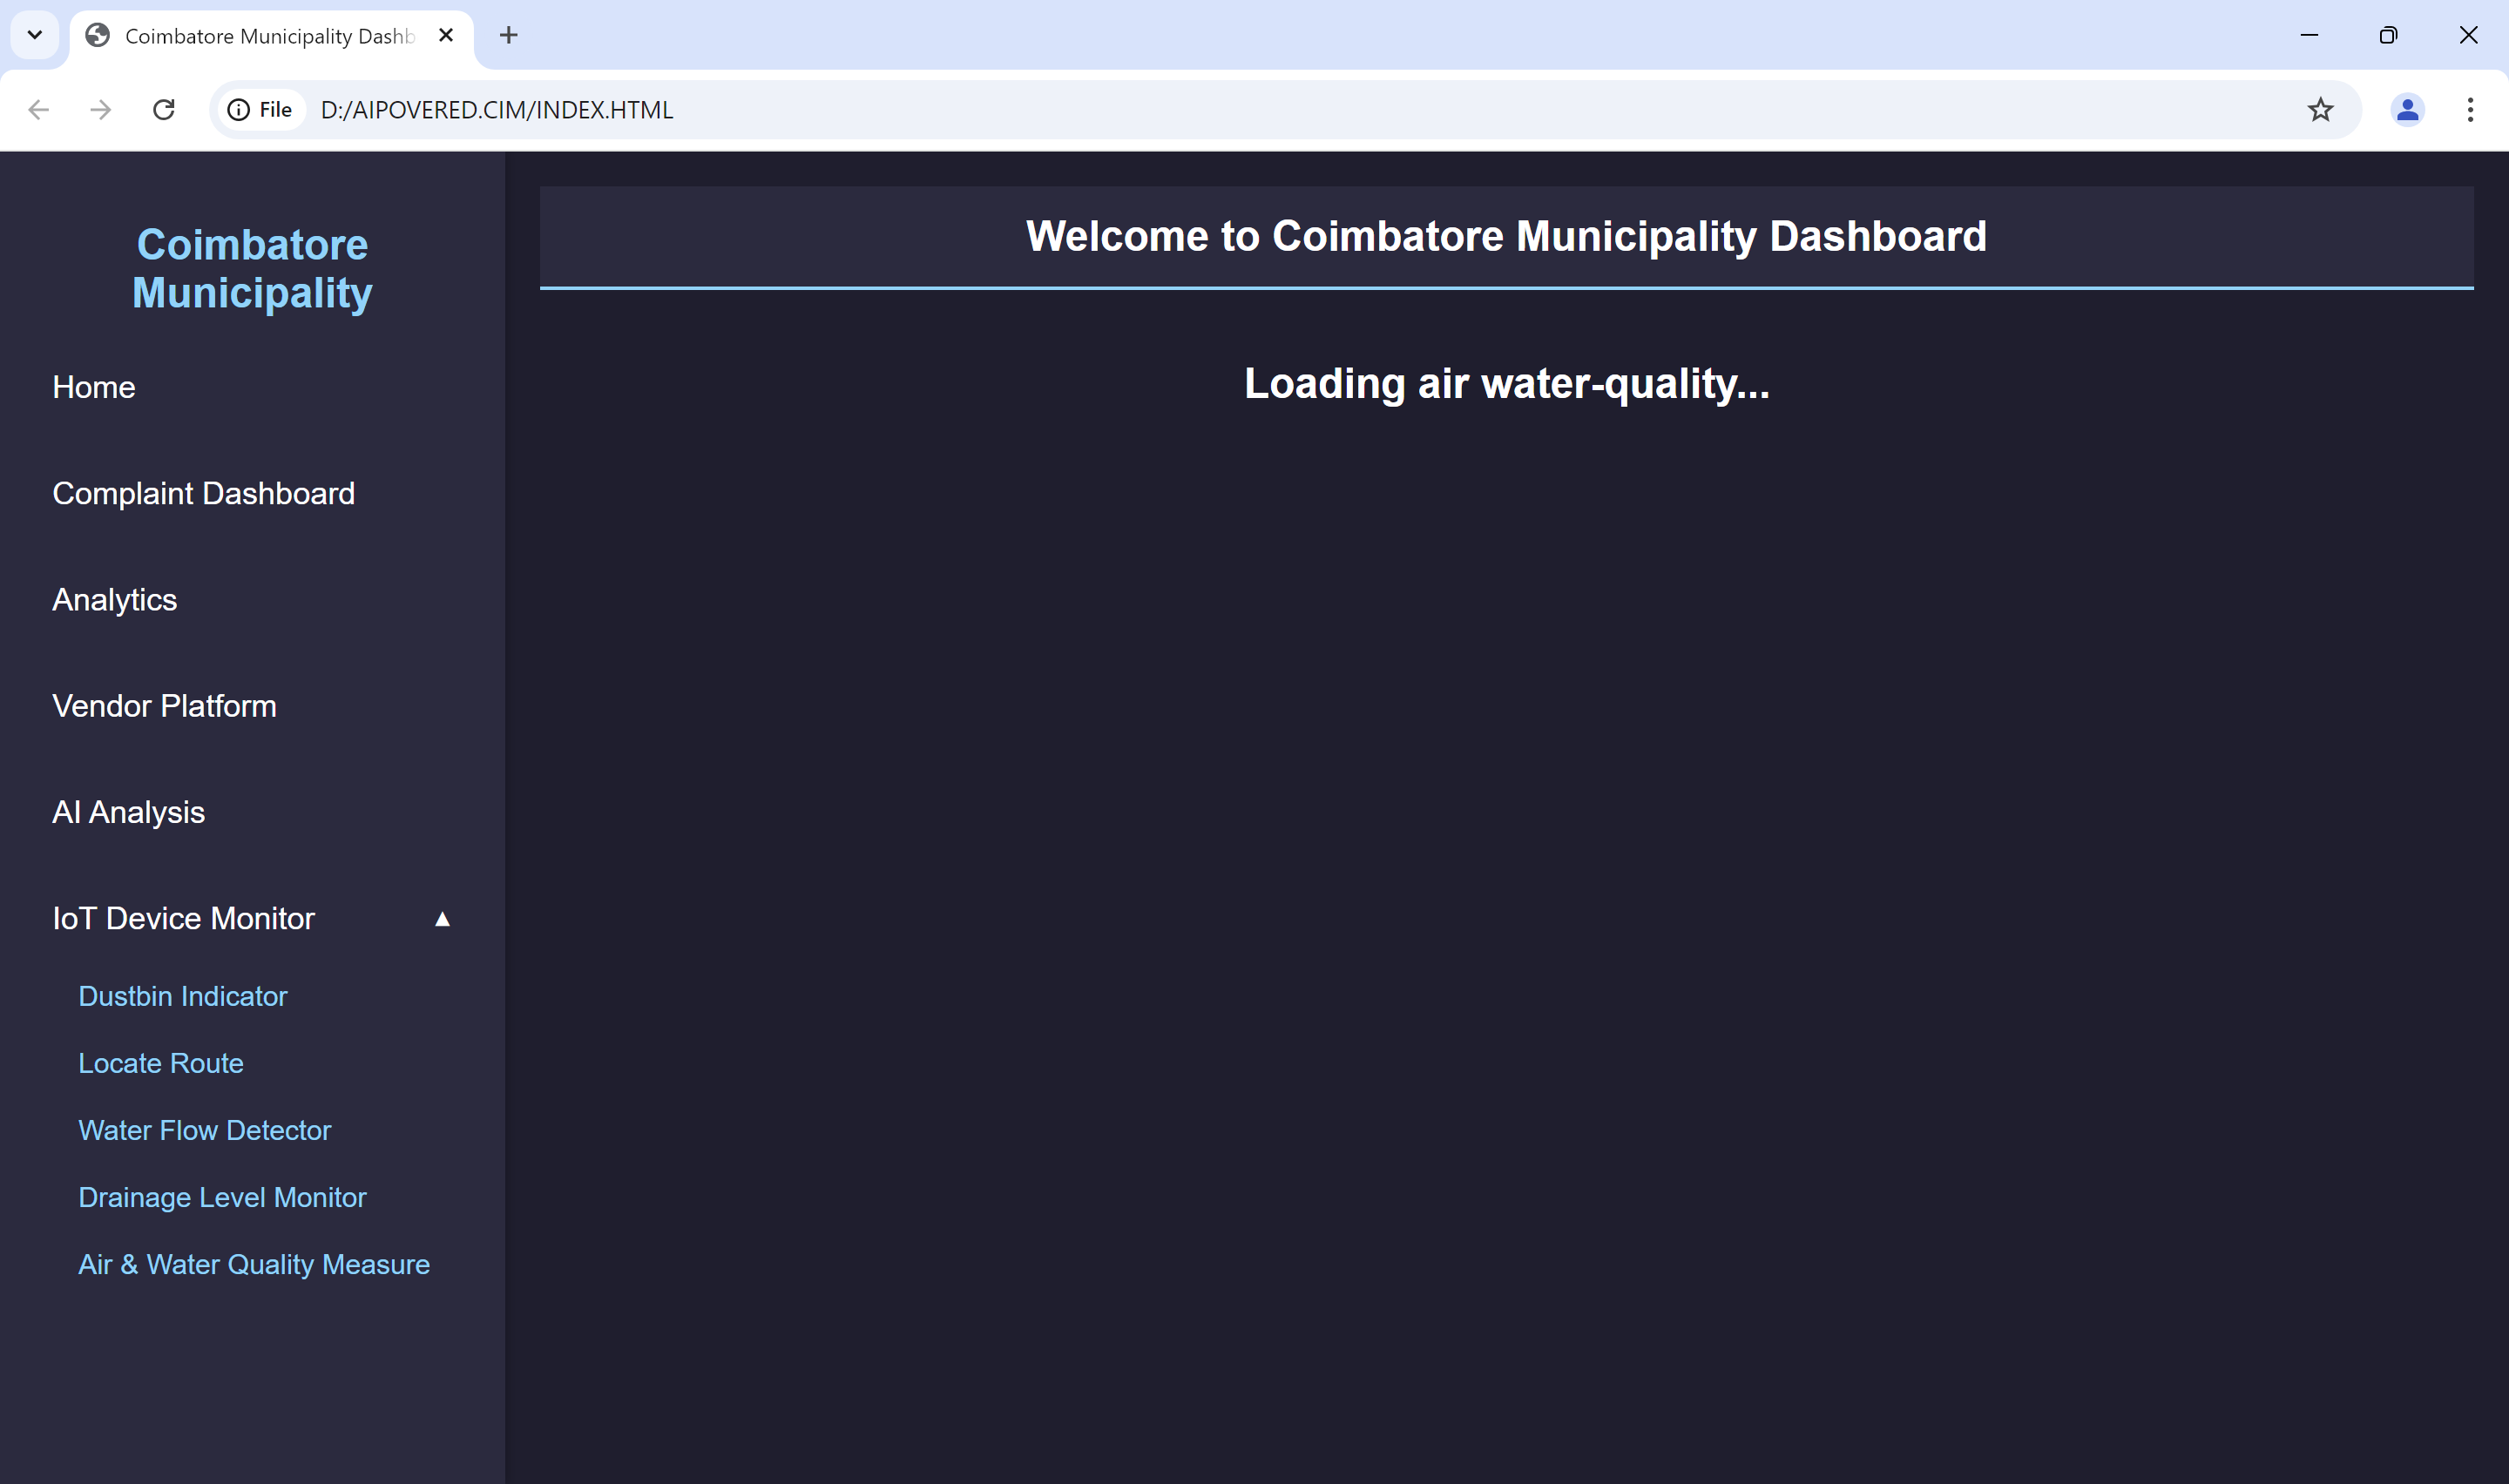 Coimbatore Municipality Dashb
File D:/AIPOVERED.CIM/INDEX.HTML
Coimbatore
Municipality
Home
Complaint Dashboard
Analytics
Vendor Platform
AI Analysis
IoT Device Monitor ▲
Dustbin Indicator
Locate Route
Water Flow Detector
Drainage Level Monitor
Air & Water Quality Measure
Welcome to Coimbatore Municipality Dashboard
Loading air water-quality...